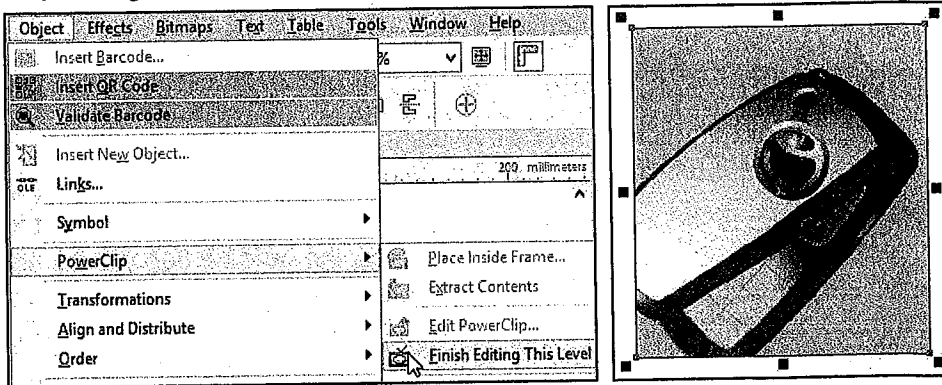 Object Effects Bitmaps Text Table Tools Window Help
Insert Barcode...
%
Insert QR Code
Validate Barcode
Insert New Object...
200 millimeters
OLE Links...
Symbol
PowerClip
Place Inside Frame...
Extract Contents
Transformations
Align and Distribute
Edit PowerClip...
Order
Finish Editing This Level